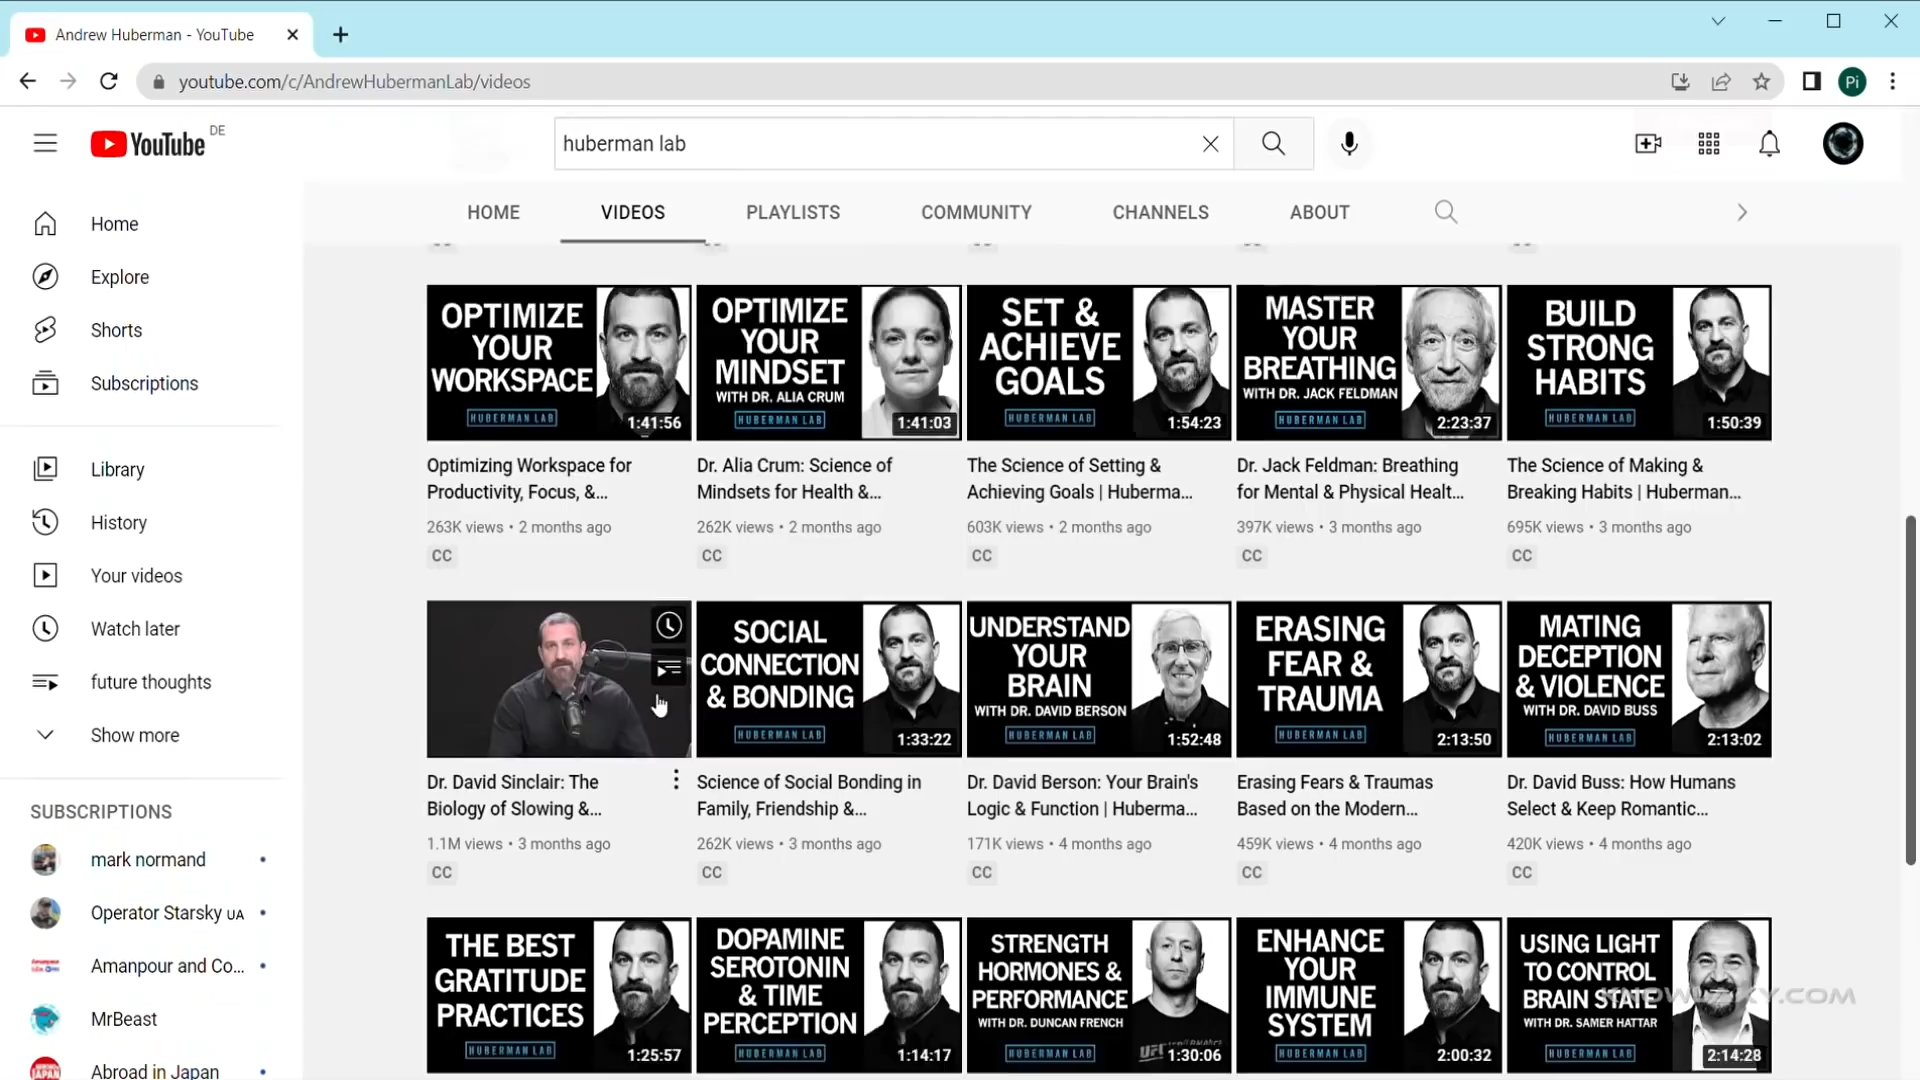 Andrew Huberman - YouTube
youtube.com/c/AndrewHubermanLab/videos
Pi
YouTube DE
huberman lab
HOME VIDEOS PLAYLISTS COMMUNITY CHANNELS ABOUT
Home
Explore
Shorts
Subscriptions
Library
History
Your videos
Watch later
future thoughts
Show more
SUBSCRIPTIONS
mark normand
Operator Starsky UA
Amanpour and Co...
MrBeast
Abroad in Japan
OPTIMIZE
YOUR
WORKSPACE
HUBERMAN LAB
1:41:56
Optimizing Workspace for
Productivity, Focus, &...
263K views • 2 months ago
CC
OPTIMIZE
YOUR
MINDSET
WITH DR. ALIA CRUM
HUBERMAN LAB
1:41:03
Dr. Alia Crum: Science of
Mindsets for Health &...
262K views • 2 months ago
CC
SET &
ACHIEVE
GOALS
HUBERMAN LAB
1:54:23
The Science of Setting &
Achieving Goals | Huberma...
603K views • 2 months ago
CC
MASTER
YOUR
BREATHING
WITH DR. JACK FELDMAN
HUBERMAN LAB
2:23:37
Dr. Jack Feldman: Breathing
for Mental & Physical Healt...
397K views • 3 months ago
CC
BUILD
STRONG
HABITS
HUBERMAN LAB
1:50:39
The Science of Making &
Breaking Habits | Huberman...
695K views • 3 months ago
CC
Dr. David Sinclair: The
Biology of Slowing &...
1.1M views • 3 months ago
CC
SOCIAL
CONNECTION
& BONDING
HUBERMAN LAB
1:33:22
Science of Social Bonding in
Family, Friendship &...
262K views • 3 months ago
CC
UNDERSTAND
YOUR
BRAIN
WITH DR. DAVID BERSON
HUBERMAN LAB
1:52:48
Dr. David Berson: Your Brain's
Logic & Function | Huberma...
171K views • 4 months ago
CC
ERASING
FEAR &
TRAUMA
HUBERMAN LAB
2:13:50
Erasing Fears & Traumas
Based on the Modern...
459K views • 4 months ago
CC
MATING
DECEPTION
& VIOLENCE
WITH DR. DAVID BUSS
HUBERMAN LAB
2:13:02
Dr. David Buss: How Humans
Select & Keep Romantic...
420K views • 4 months ago
CC
THE BEST
GRATITUDE
PRACTICES
HUBERMAN LAB
1:25:57
DOPAMINE
SEROTONIN
& TIME
PERCEPTION
HUBERMAN LAB
1:14:17
STRENGTH
HORMONES &
PERFORMANCE
WITH DR. DUNCAN FRENCH
HUBERMAN LAB
UFC
1:30:06
ENHANCE
YOUR
IMMUNE
SYSTEM
HUBERMAN LAB
2:00:32
USING LIGHT
TO CONTROL
BRAIN STATE
WITH DR. SAMER HATTAR
HUBERMAN LAB
2:14:28